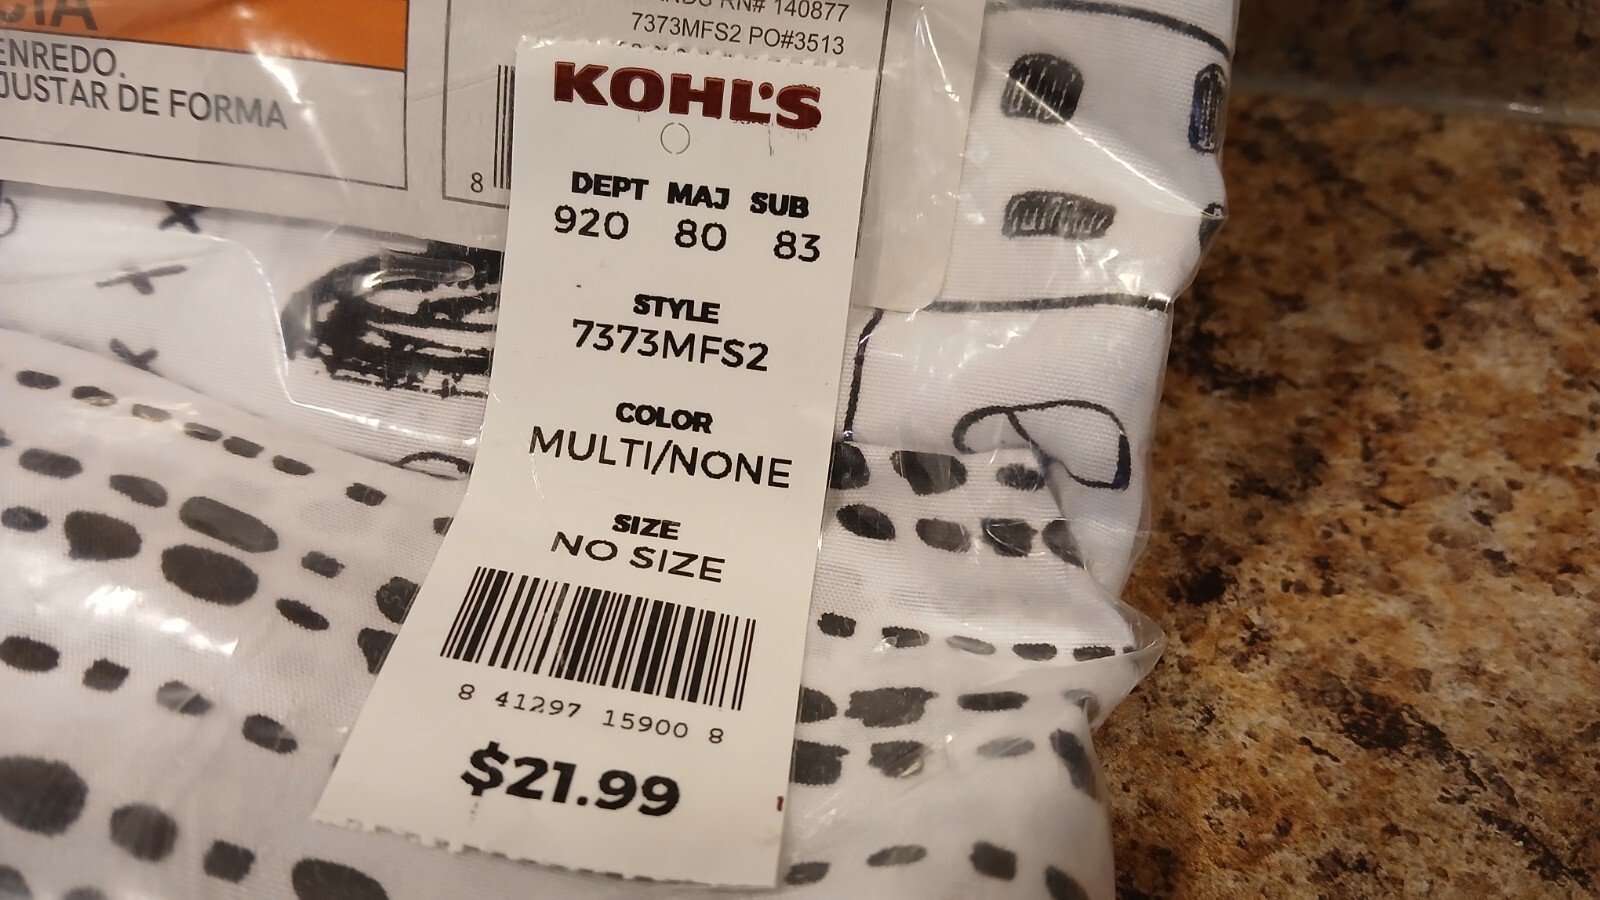 ENREDO.
JUSTAR DE FORMA
RN# 140877
7373MFS2 PO#3513
8
KOHL'S
DEPT MAJ SUB
920 80 83
STYLE
7373MFS2
COLOR
MULTI/NONE
SIZE
NO SIZE
8 41297 15900 8
$21.99